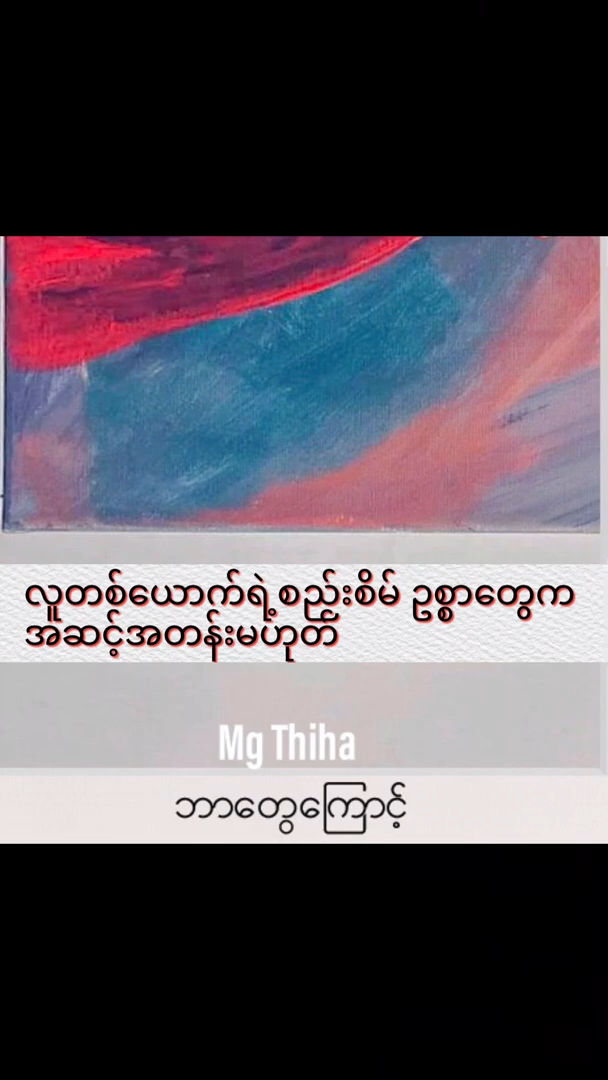 လူတစ်ယောက်ရဲ့စည်းစိမ် ဥစ္စာတွေက
အဆင့်အတန်းမဟုတ်
Mg Thiha
ဘာတွေကြောင့်